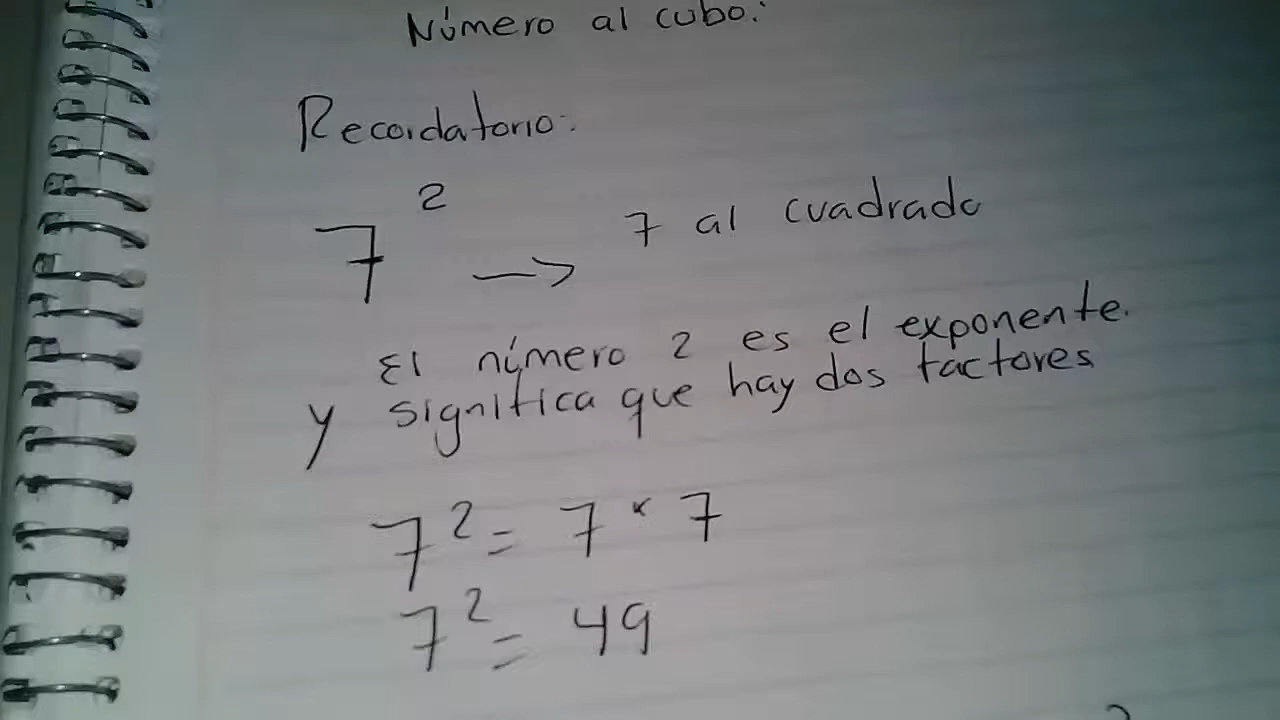 Número al cubo:
Recordatorio:
7² → 7 al cuadrado
El número 2 es el exponente.
y significa que hay dos factores
7² = 7 × 7
7² = 49